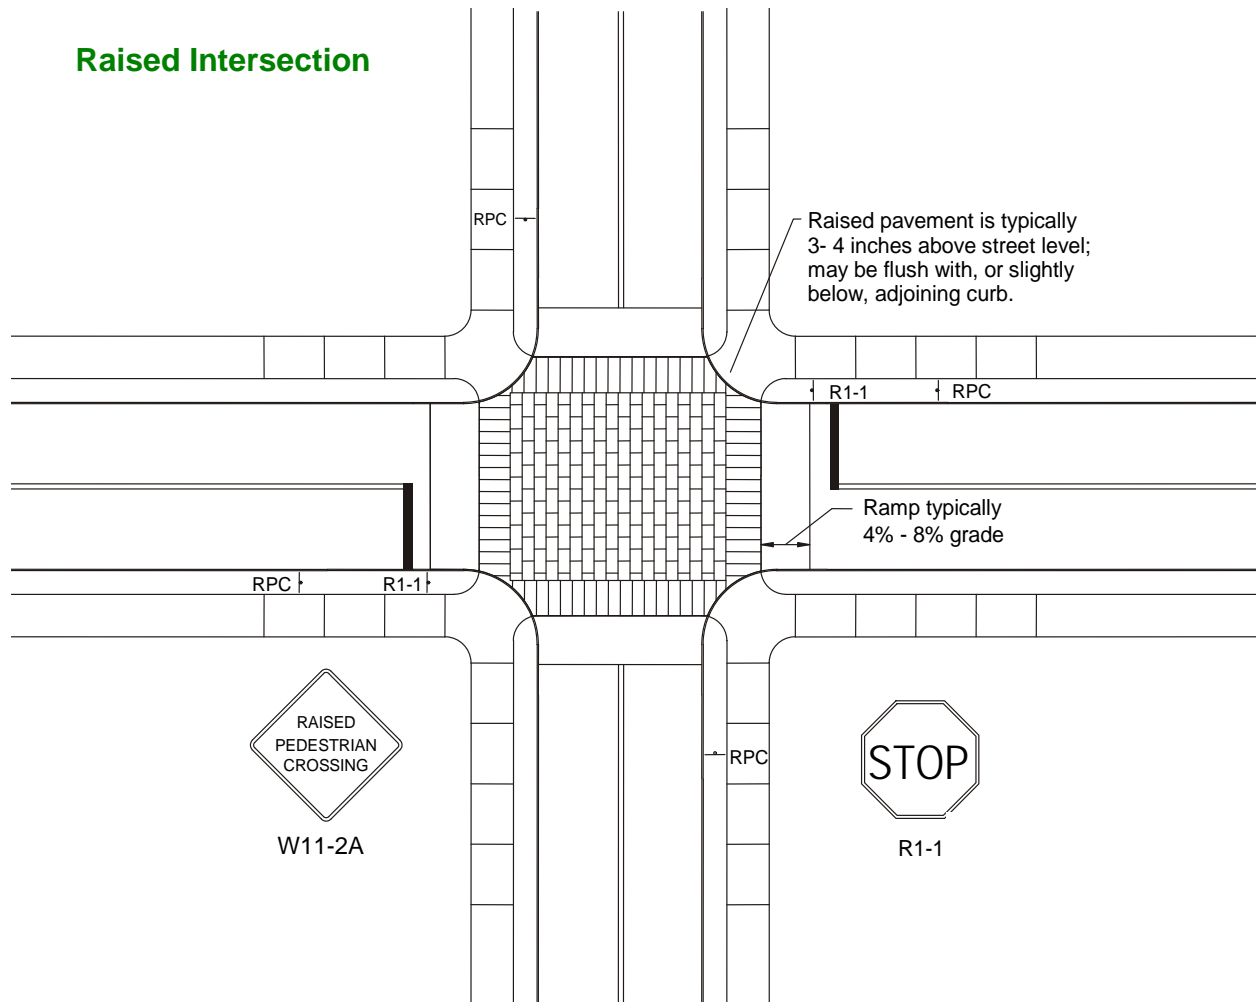 Raised Intersection
RPC
Raised pavement is typically
3- 4 inches above street level;
may be flush with, or slightly
below, adjoining curb.
R1-1
RPC
Ramp typically
4% - 8% grade
RPC
R1-1
RAISED
PEDESTRIAN
CROSSING
W11-2A
RPC
STOP
R1-1